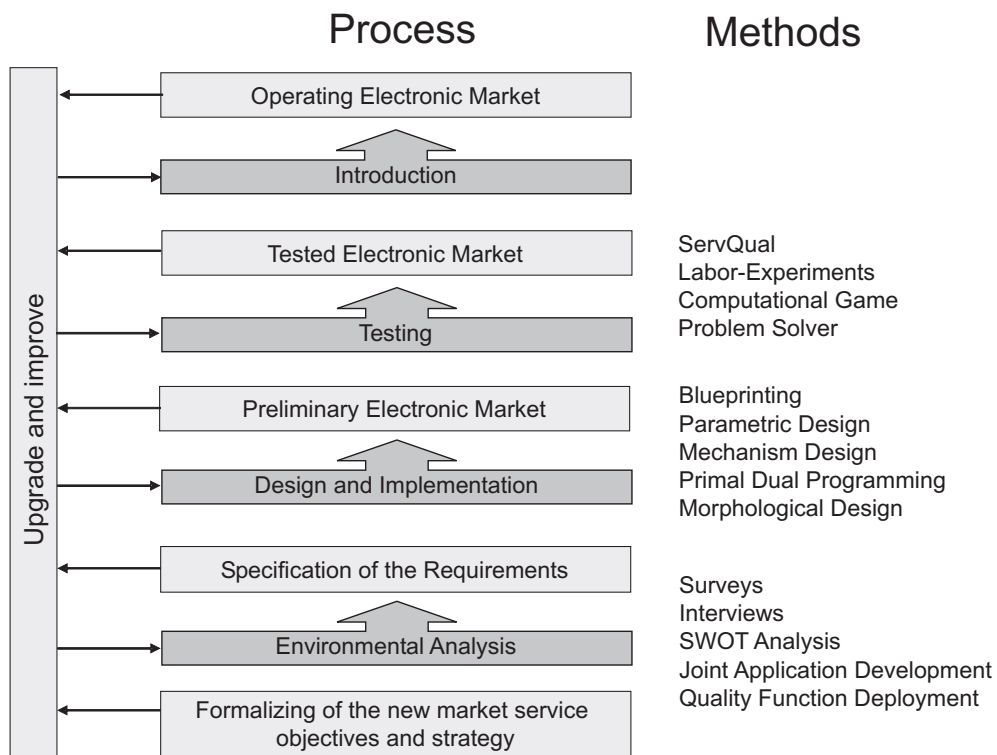 Process
Methods
Operating Electronic Market
Introduction
Tested Electronic Market
Testing
Preliminary Electronic Market
Design and Implementation
Specification of the Requirements
Environmental Analysis
Formalizing of the new market service
objectives and strategy
Upgrade and improve
ServQual
Labor-Experiments
Computational Game
Problem Solver
Blueprinting
Parametric Design
Mechanism Design
Primal Dual Programming
Morphological Design
Surveys
Interviews
SWOT Analysis
Joint Application Development
Quality Function Deployment